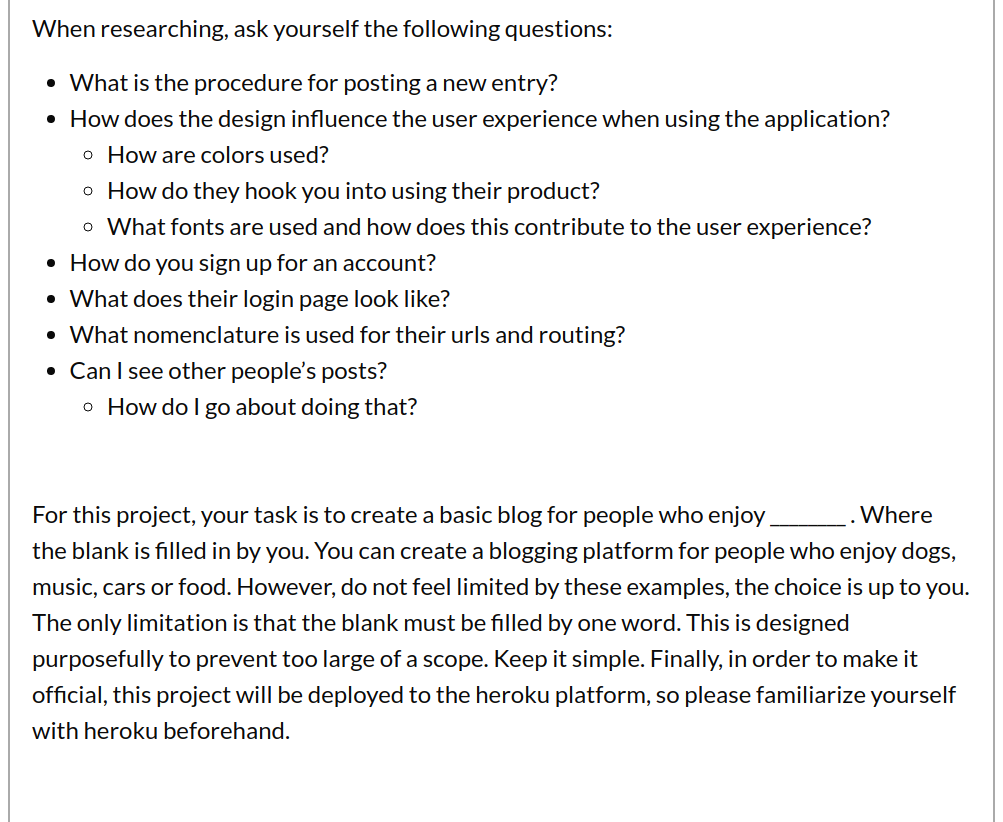 When researching, ask yourself the following questions:
• What is the procedure for posting a new entry?
• How does the design influence the user experience when using the application?
○ How are colors used?
○ How do they hook you into using their product?
○ What fonts are used and how does this contribute to the user experience?
• How do you sign up for an account?
• What does their login page look like?
• What nomenclature is used for their urls and routing?
• Can I see other people’s posts?
○ How do I go about doing that?
For this project, your task is to create a basic blog for people who enjoy ________ . Where
the blank is filled in by you. You can create a blogging platform for people who enjoy dogs,
music, cars or food. However, do not feel limited by these examples, the choice is up to you.
The only limitation is that the blank must be filled by one word. This is designed
purposefully to prevent too large of a scope. Keep it simple. Finally, in order to make it
official, this project will be deployed to the heroku platform, so please familiarize yourself
with heroku beforehand.